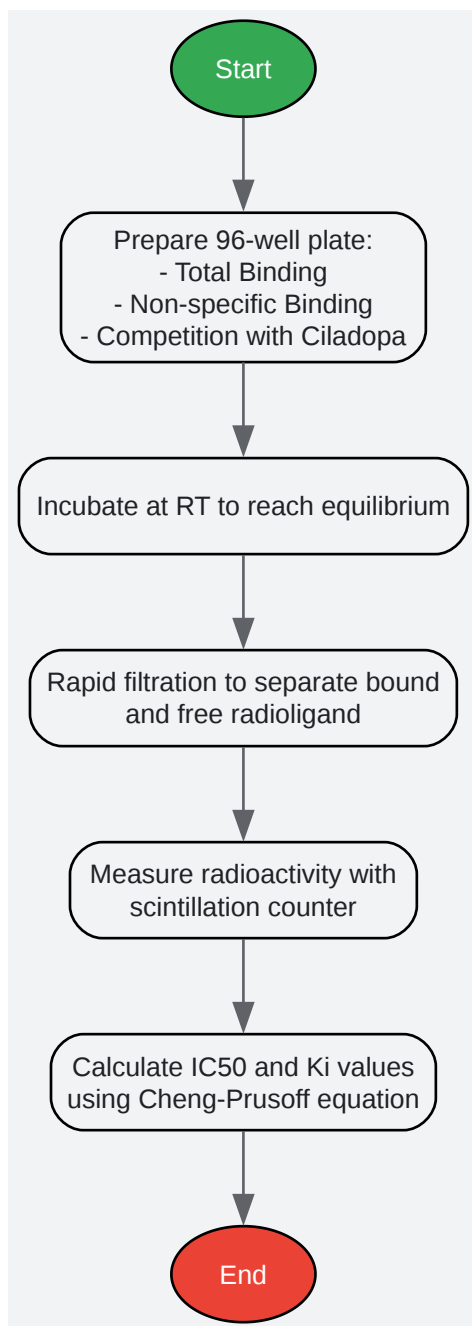 Start
Prepare 96-well plate:
- Total Binding
- Non-specific Binding
- Competition with Ciladopa
Incubate at RT to reach equilibrium
Rapid filtration to separate bound
and free radioligand
Measure radioactivity with
scintillation counter
Calculate IC50 and Ki values
using Cheng-Prusoff equation
End